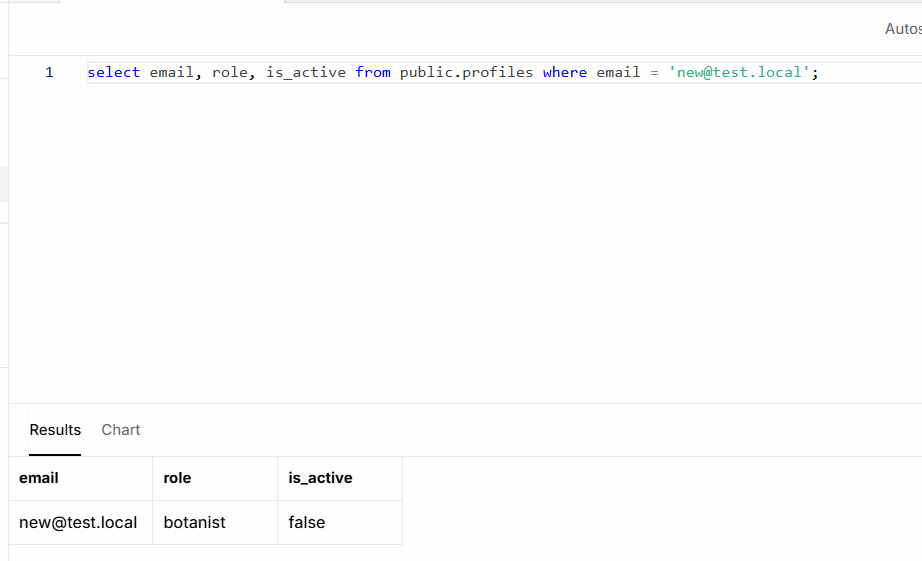 Autos
1 select email, role, is_active from public.profiles where email = 'new@test.local';
Results Chart
email role is_active
new@test.local botanist false